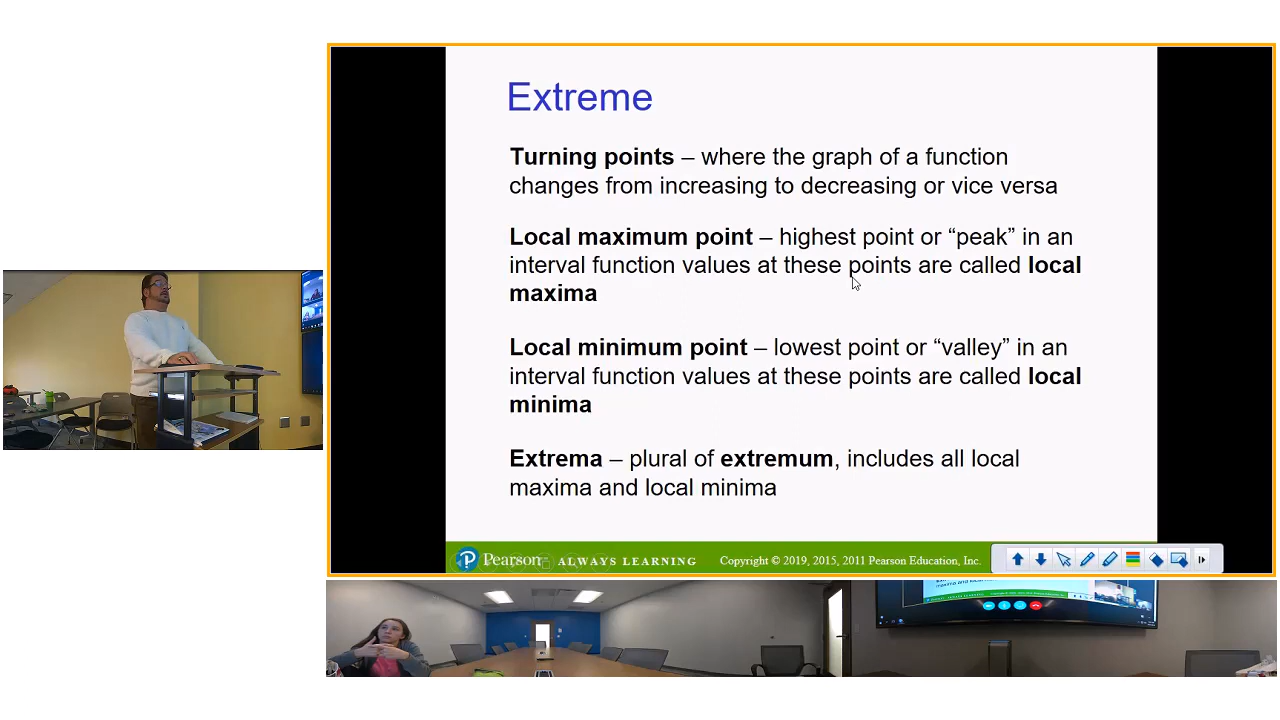 Extreme
Turning points – where the graph of a function
changes from increasing to decreasing or vice versa
Local maximum point – highest point or “peak” in an
interval function values at these points are called local
maxima
Local minimum point – lowest point or “valley” in an
interval function values at these points are called local
minima
Extrema – plural of extremum, includes all local
maxima and local minima
Pearson ALWAYS LEARNING Copyright © 2019, 2015, 2011 Pearson Education, Inc.